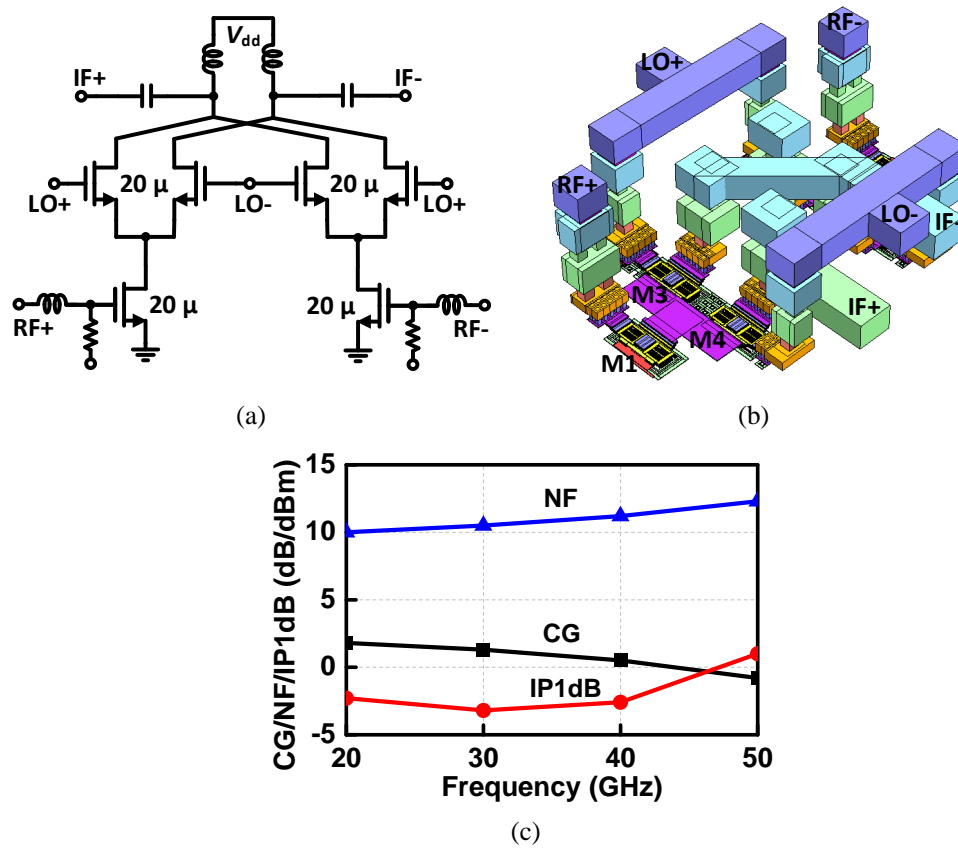 Vdd
IF+
IF-
20 µ
20 µ
LO+
LO-
LO+
20 µ
20 µ
RF+
RF-
(a)
RF-
LO+
RF+
LO-
IF-
M3
IF+
M4
M1
(b)
CG/NF/IP1dB (dB/dBm)
15
10
5
0
-5
NF
CG
IP1dB
20
30
40
50
Frequency (GHz)
(c)